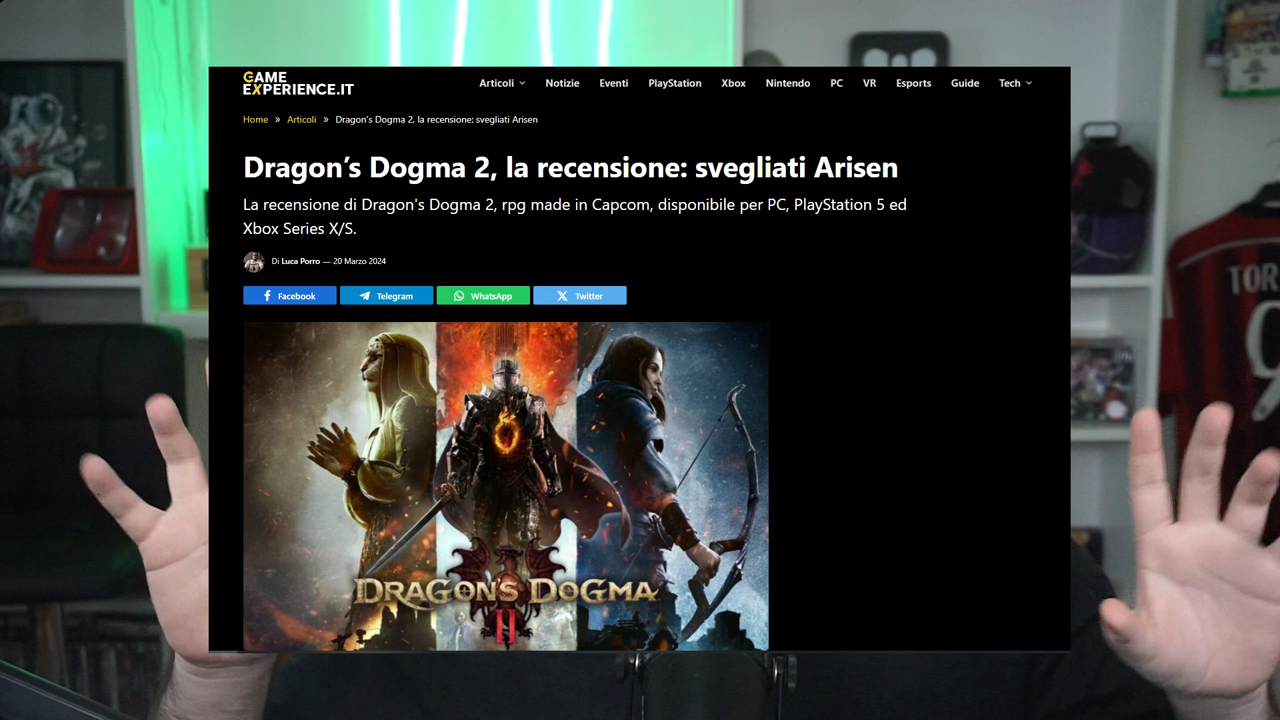 GAME
EXPERIENCE.IT
Articoli Notizie Eventi PlayStation Xbox Nintendo PC VR Esports Guide Tech
Home » Articoli » Dragon's Dogma 2, la recensione: svegliati Arisen
Dragon’s Dogma 2, la recensione: svegliati Arisen
La recensione di Dragon's Dogma 2, rpg made in Capcom, disponibile per PC, PlayStation 5 ed
Xbox Series X/S.
Di Luca Porro — 20 Marzo 2024
Facebook Telegram WhatsApp Twitter
DRAGON'S DOGMA
II
TOR
9